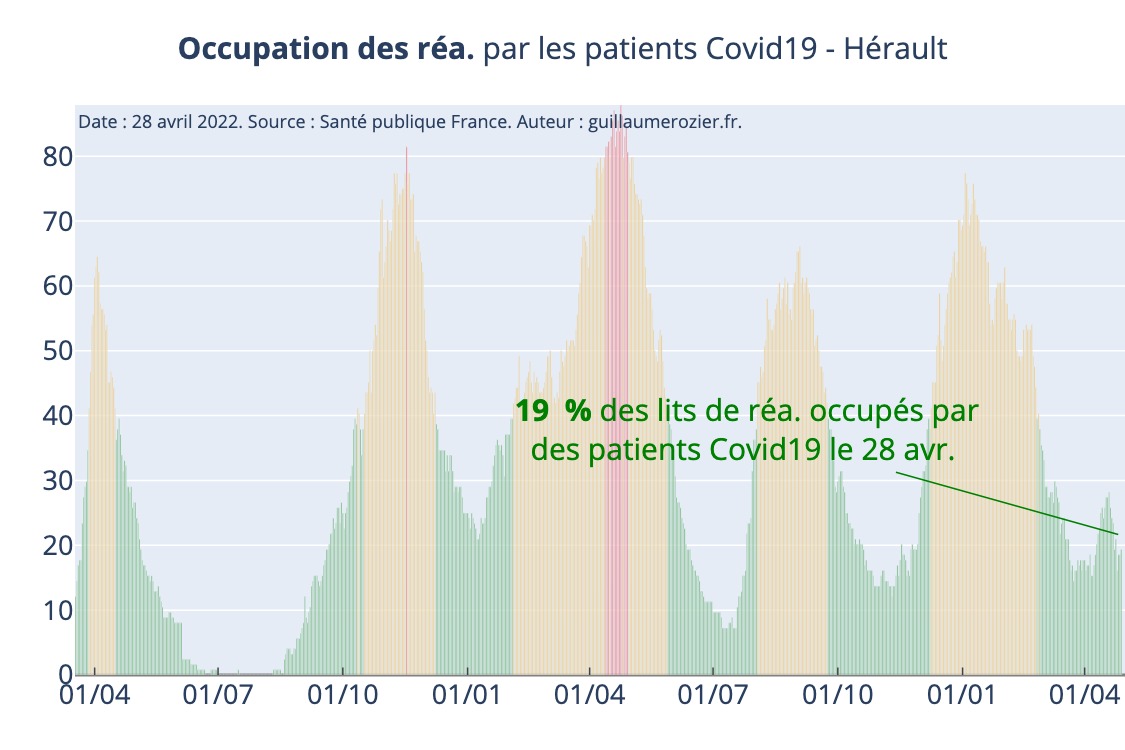 Occupation des réa. par les patients Covid19 - Hérault
Date : 28 avril 2022. Source : Santé publique France. Auteur : guillaumerozier.fr.
80
70
60
50
40
30
20
10
0
19 % des lits de réa. occupés par
des patients Covid19 le 28 avr.
01/04 01/07 01/10 01/01 01/04 01/07 01/10 01/01 01/04